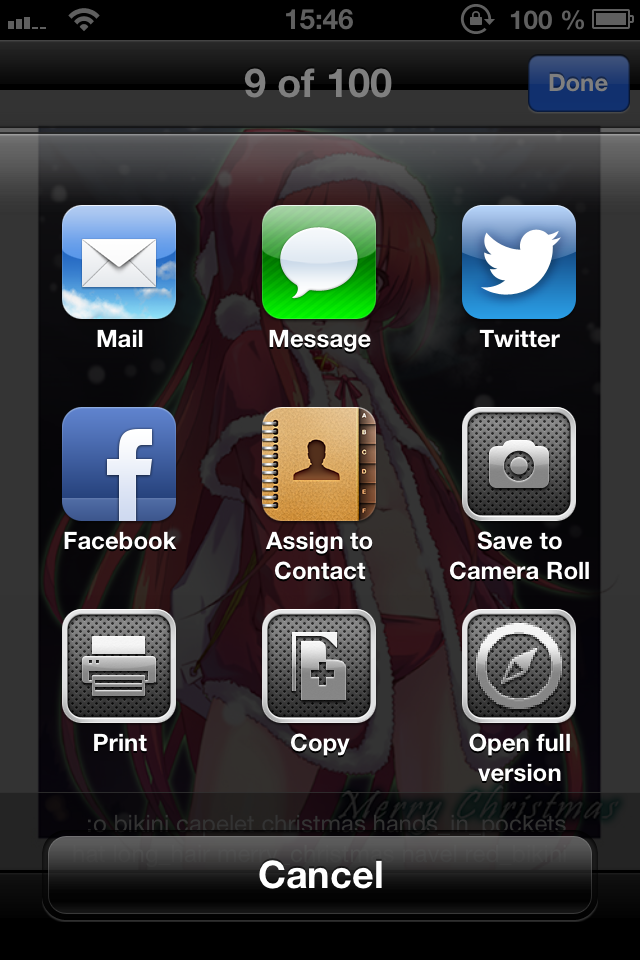 15:46 100 %
9 of 100 Done
Mail Message Twitter
Facebook Assign to Contact Save to Camera Roll
Print Copy Open full version
Merry Christmas
:o bikini capelet christmas hands_in_pockets
Cancel